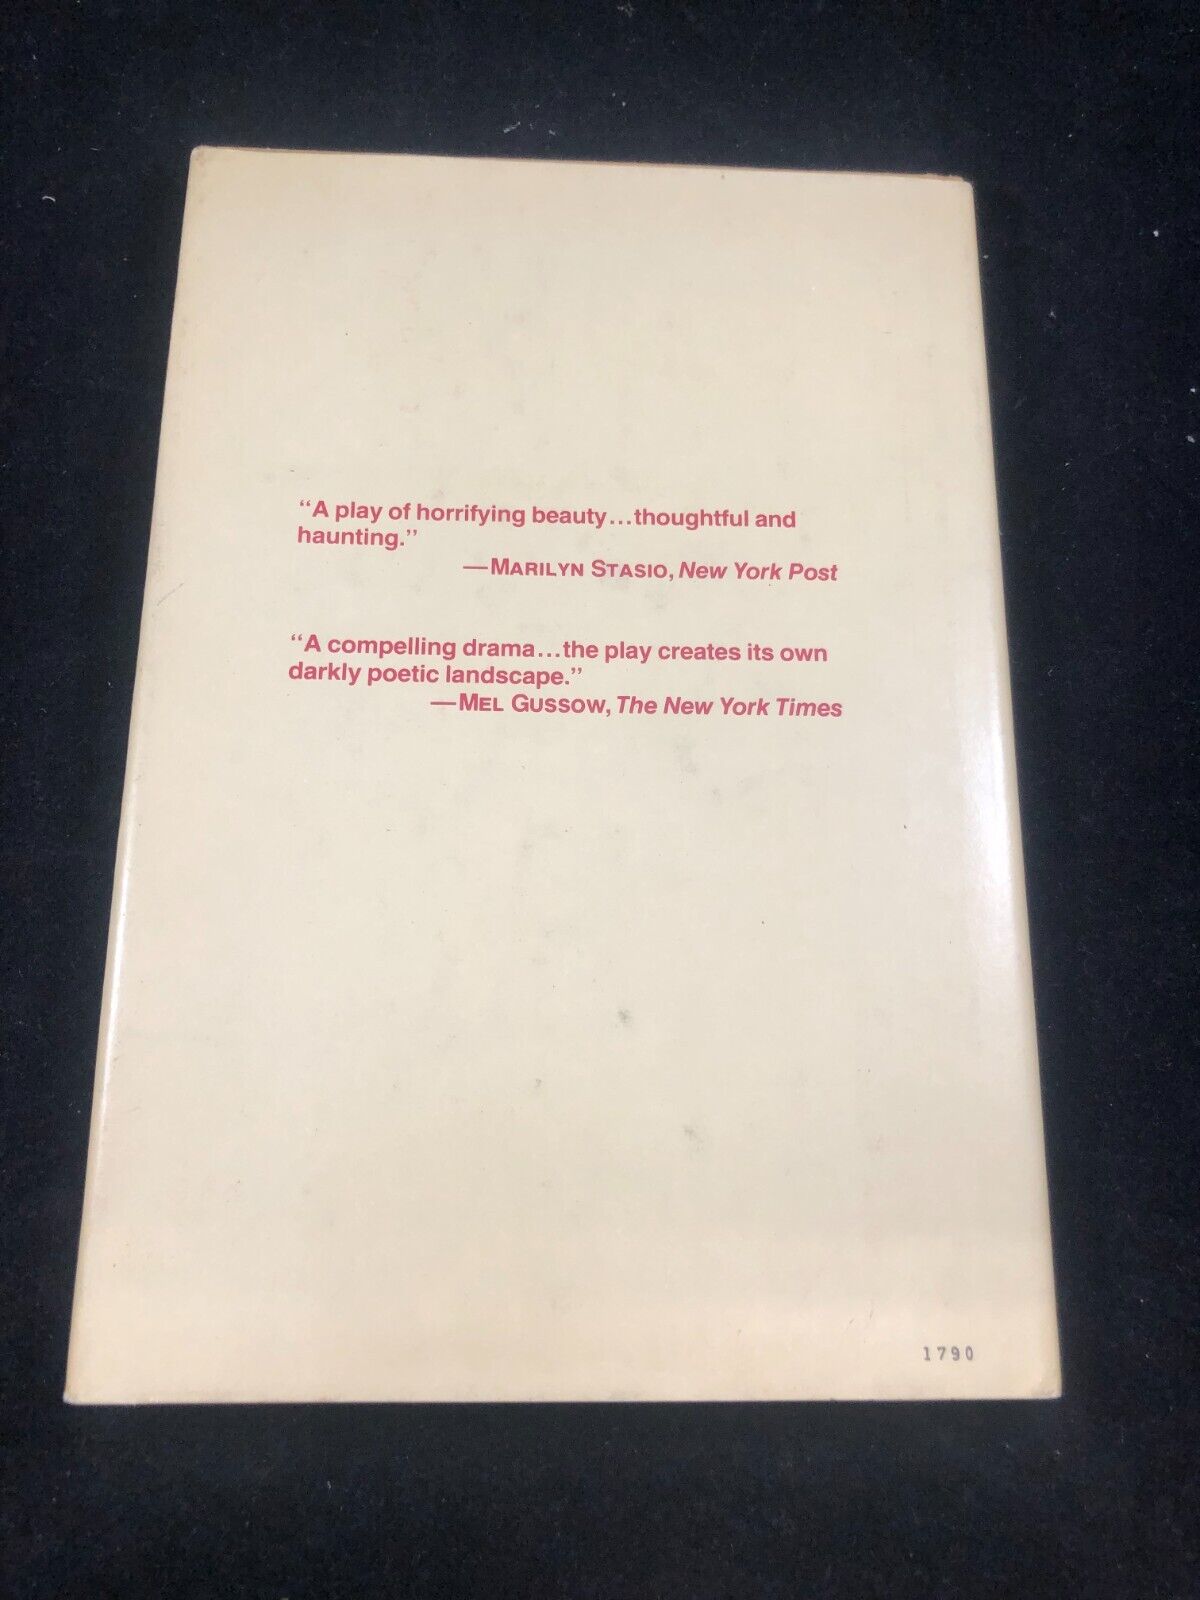 “A play of horrifying beauty...thoughtful and
haunting.”
—MARILYN STASIO, New York Post
“A compelling drama...the play creates its own
darkly poetic landscape.”
—MEL GUSSOW, The New York Times
1790